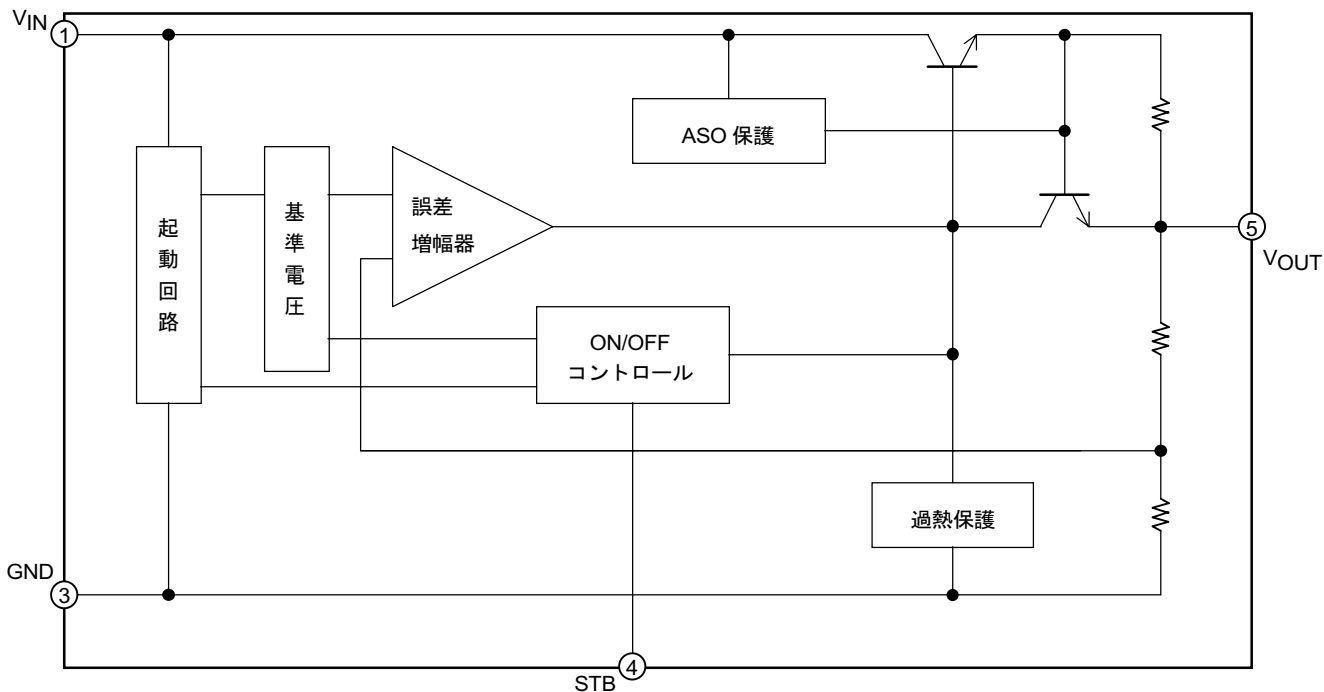 VIN
1
ASO 保護
起動回路
基準電圧
誤差
増幅器
5
VOUT
ON/OFF
コントロール
過熱保護
GND
3
4
STB